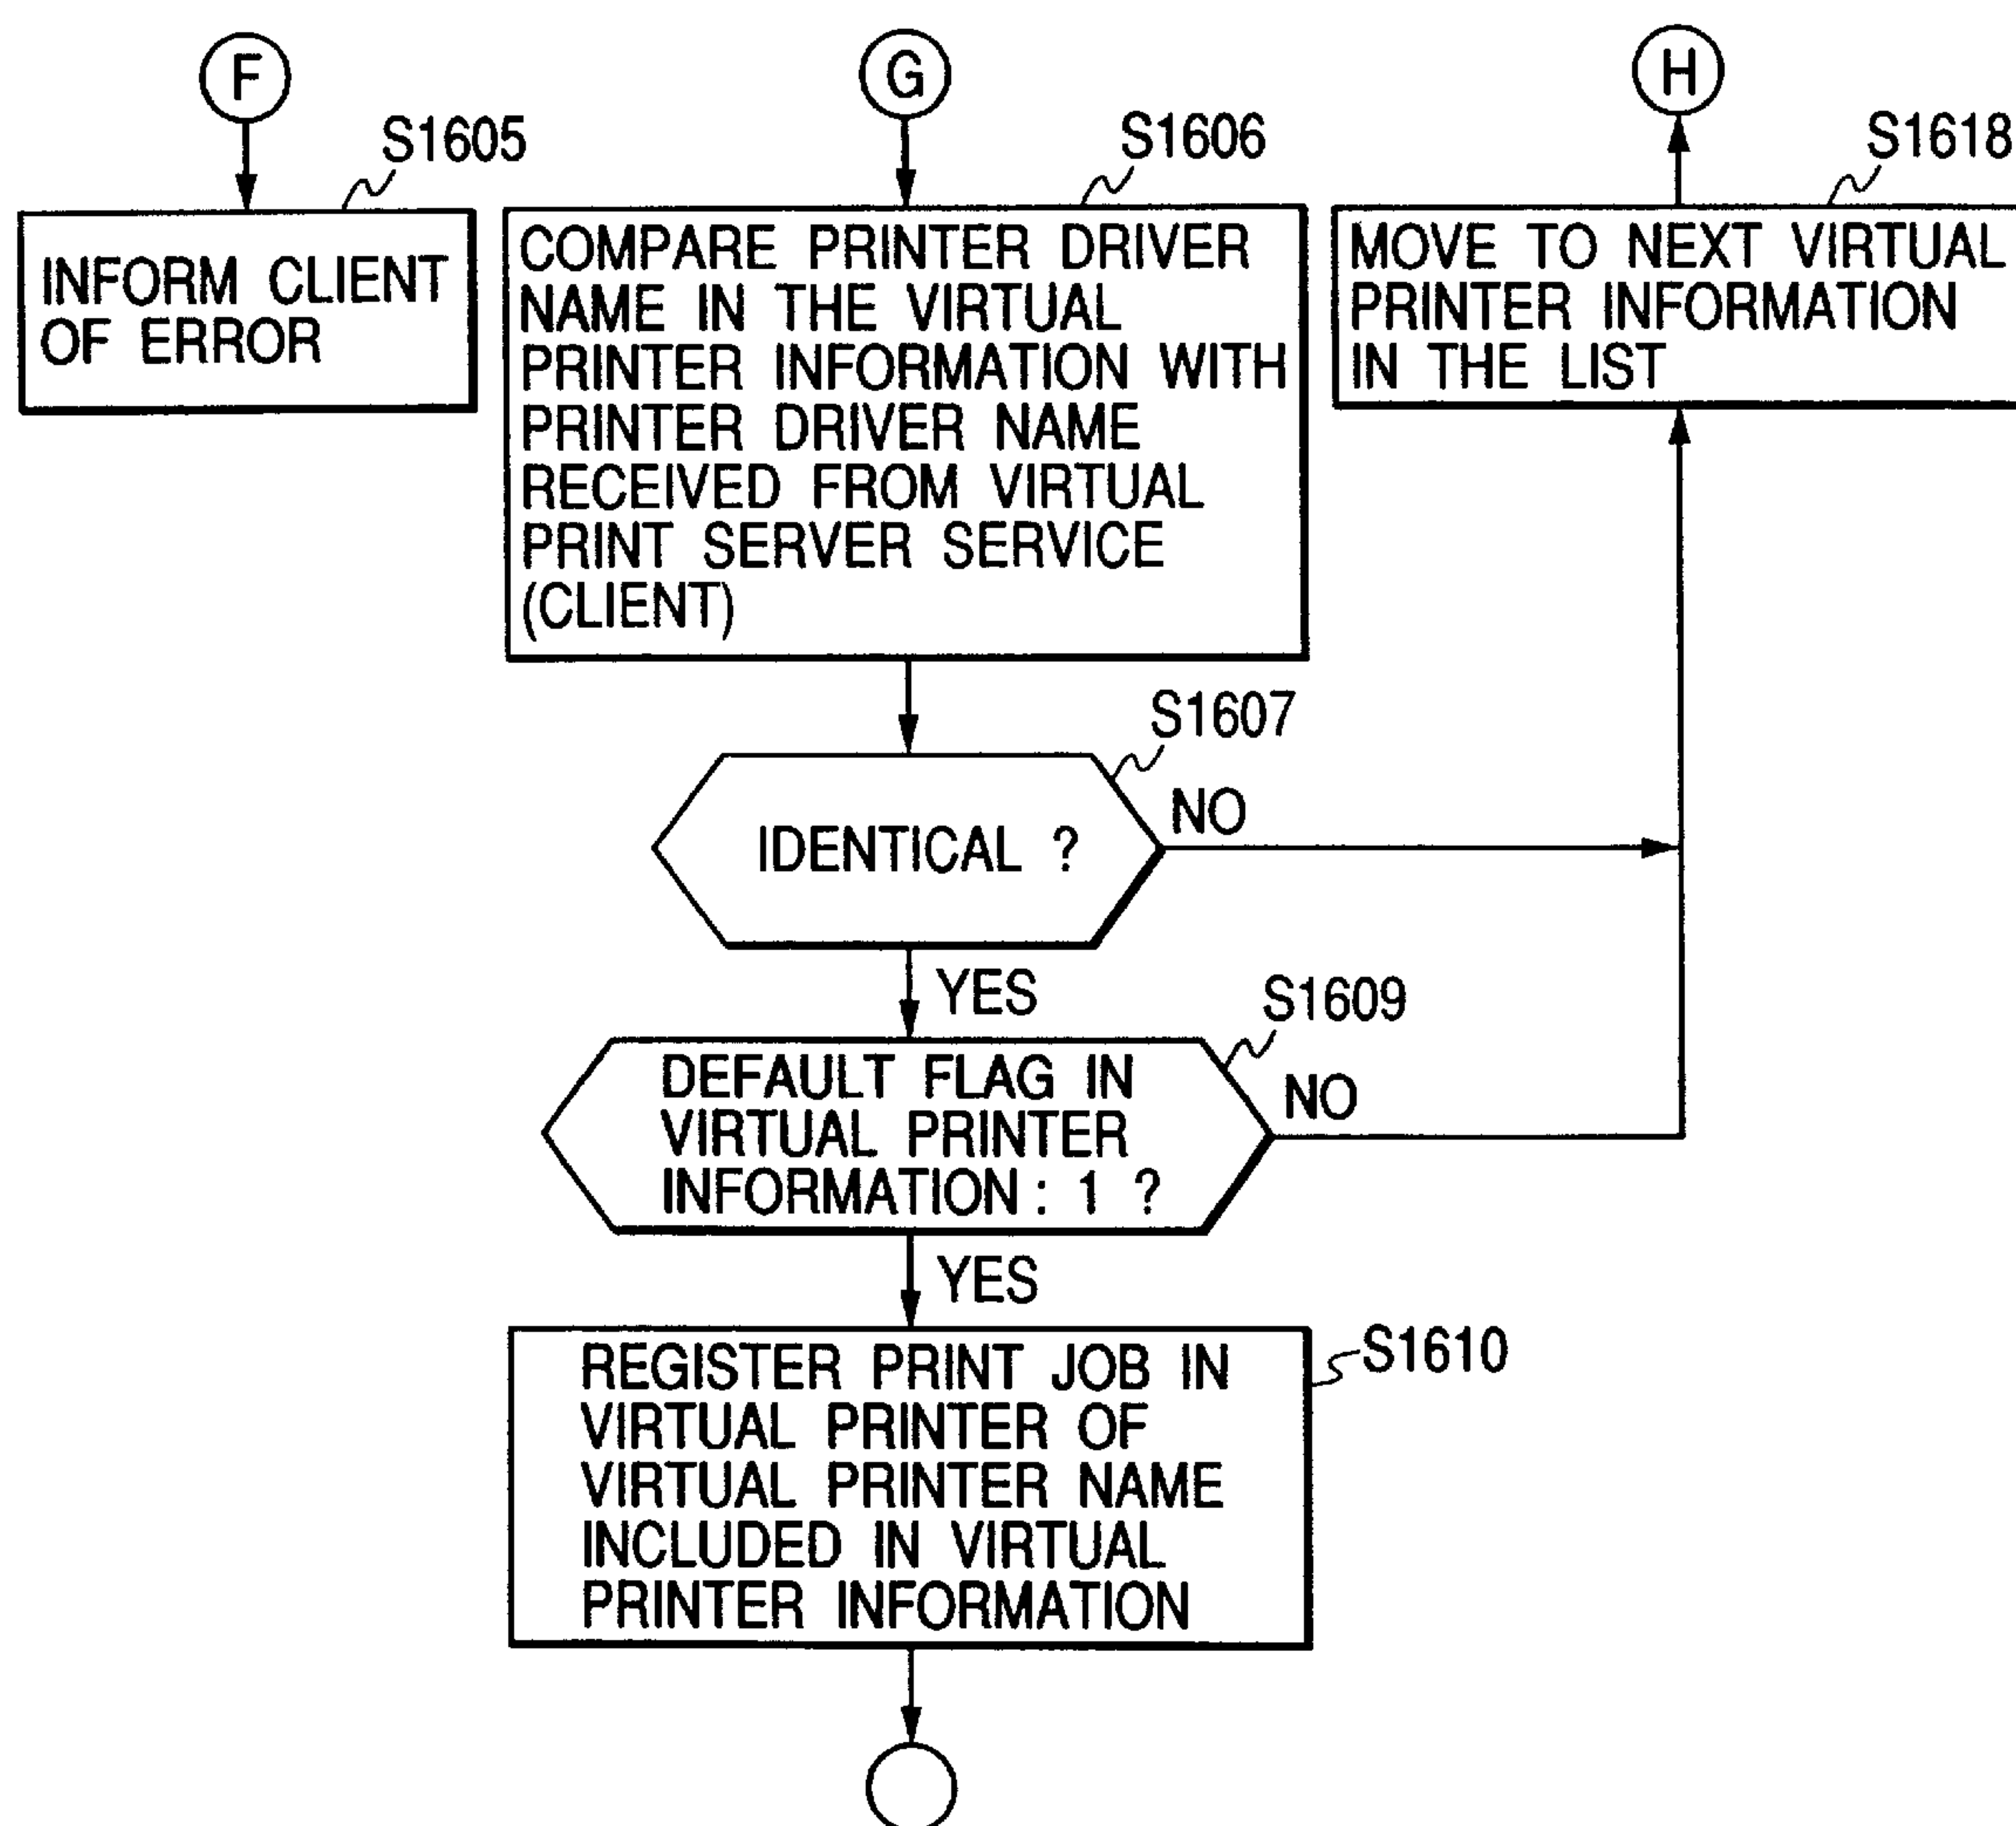 F
S1605
INFORM CLIENT
OF ERROR
G
S1606
COMPARE PRINTER DRIVER
NAME IN THE VIRTUAL
PRINTER INFORMATION WITH
PRINTER DRIVER NAME
RECEIVED FROM VIRTUAL
PRINT SERVER SERVICE
(CLIENT)
H
S1618
MOVE TO NEXT VIRTUAL
PRINTER INFORMATION
IN THE LIST
S1607
IDENTICAL ?
NO
YES
S1609
DEFAULT FLAG IN
VIRTUAL PRINTER
INFORMATION : 1 ?
NO
YES
S1610
REGISTER PRINT JOB IN
VIRTUAL PRINTER OF
VIRTUAL PRINTER NAME
INCLUDED IN VIRTUAL
PRINTER INFORMATION